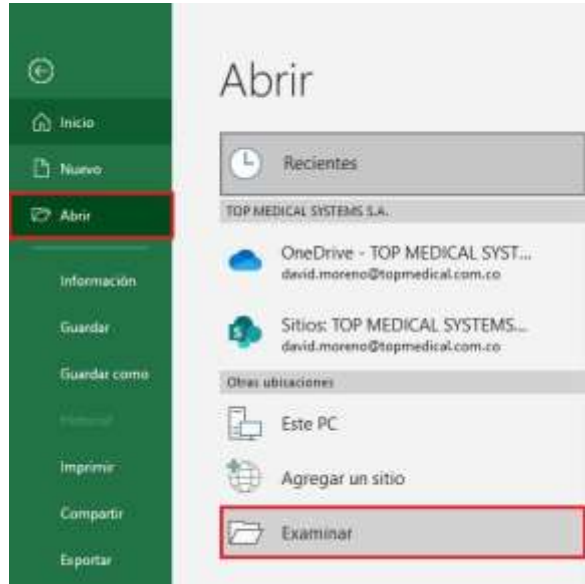 Abrir
Inicio
Nuevo
Abrir
Información
Guardar
Guardar como
Historial
Imprimir
Compartir
Exportar
Recientes
TOP MEDICAL SYSTEMS S.A.
OneDrive - TOP MEDICAL SYST...
david.moreno@topmedical.com.co
Sitios: TOP MEDICAL SYSTEMS...
david.moreno@topmedical.com.co
Otras ubicaciones
Este PC
Agregar un sitio
Examinar